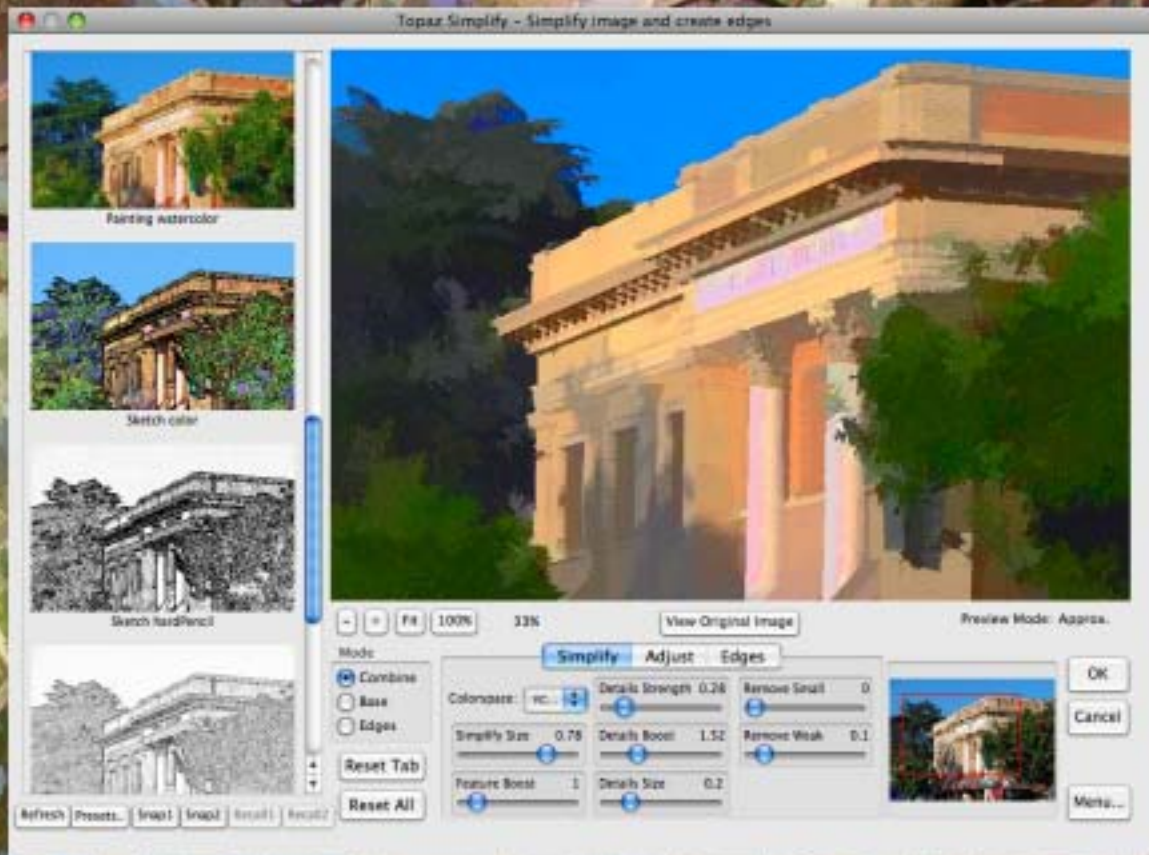 Topaz Simplify - Simplify image and create edges
Painting watercolor
Sketch color
Sketch hardPencil
Refresh Presets.. Snap1 Snap2 Recall1 Recall2
- + Fit 100% 33% View Original Image Preview Mode: Approx.
Mode
Combine
Base
Edges
Reset Tab
Reset All
Simplify Adjust Edges
Colorspace: YC...
Details Strength 0.28
Remove Small 0
Simplify Size 0.78
Details Boost 1.52
Remove Weak 0.1
Feature Boost 1
Details Size 0.2
OK
Cancel
Menu...